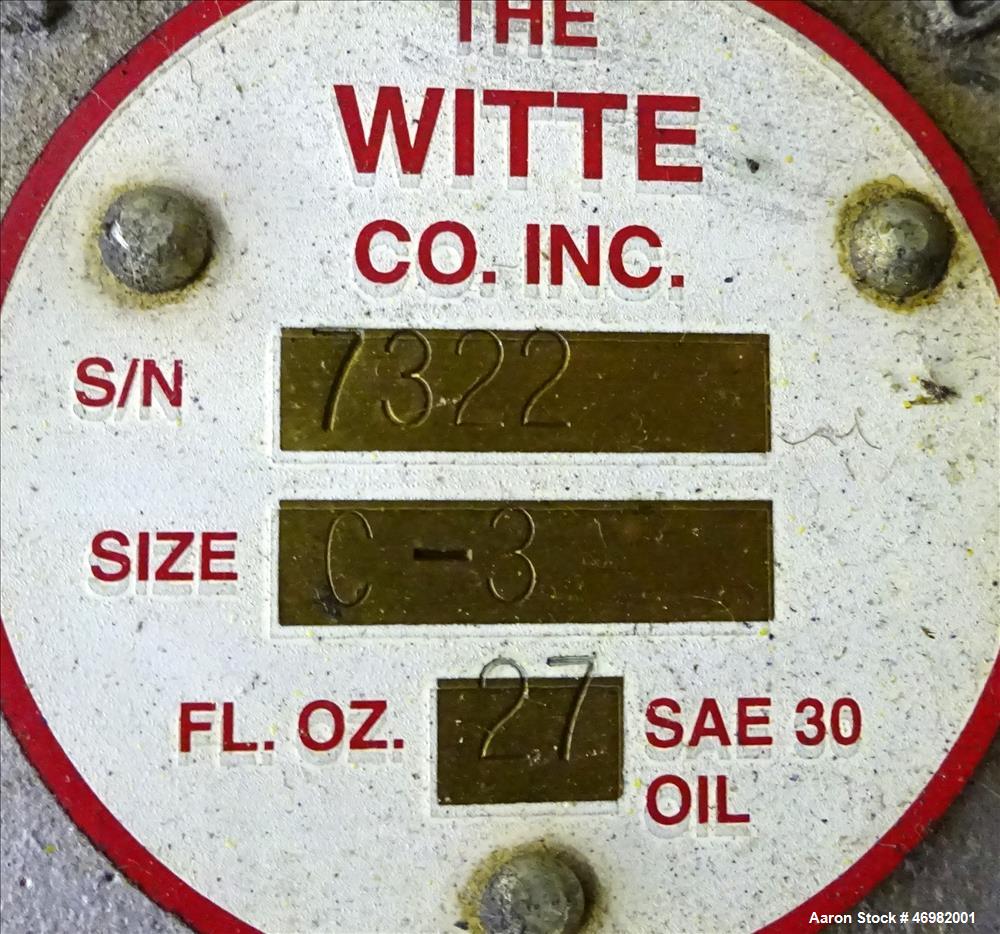 THE
WITTE
CO. INC.
S/N 7322
SIZE C-3
FL. OZ. 27 SAE 30
OIL
Aaron Stock # 46982001